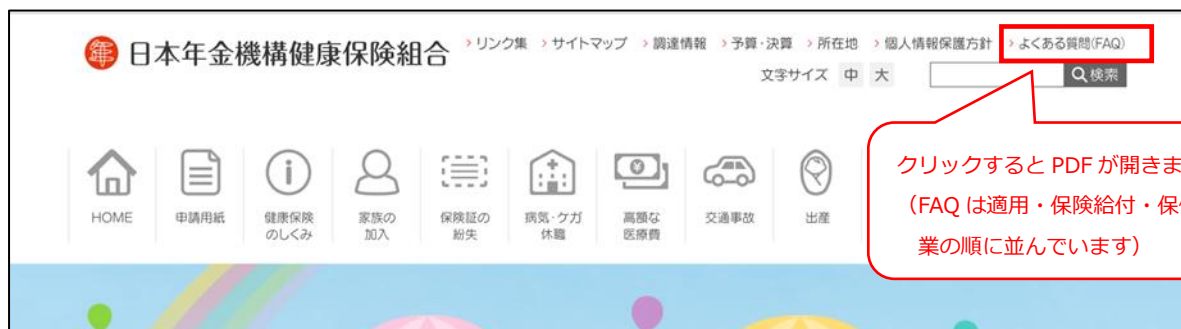 年 日本年金機構健康保険組合
リンク集 サイトマップ 調達情報 予算・決算 所在地 個人情報保護方針 よくある質問(FAQ)
文字サイズ 中 大 検索
クリックすると PDF が開きま
（FAQ は適用・保険給付・保
業の順に並んでいます）
HOME
申請用紙
健康保険
のしくみ
家族の
加入
保険証の
紛失
病気・ケガ
休職
高額な
医療費
交通事故
出産